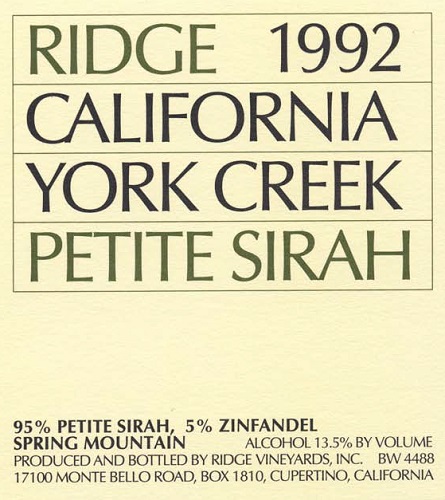 RIDGE 1992
CALIFORNIA
YORK CREEK
PETITE SIRAH
95% PETITE SIRAH, 5% ZINFANDEL
SPRING MOUNTAIN ALCOHOL 13.5% BY VOLUME
PRODUCED AND BOTTLED BY RIDGE VINEYARDS, INC. BW 4488
17100 MONTE BELLO ROAD, BOX 1810, CUPERTINO, CALIFORNIA